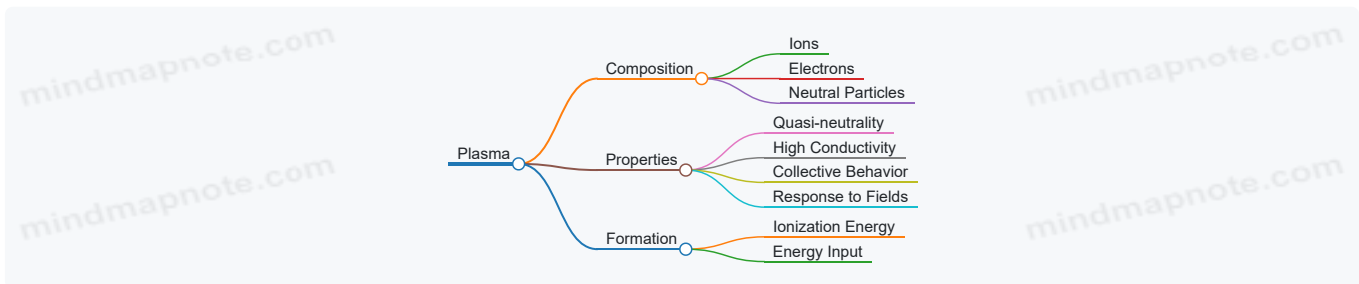 mindmapnote.com
mindmapnote.com
Plasma
Composition
Ions
Electrons
Neutral Particles
Properties
Quasi-neutrality
High Conductivity
Collective Behavior
Response to Fields
Formation
Ionization Energy
Energy Input
mindmapnote.com
mindmapnote.com